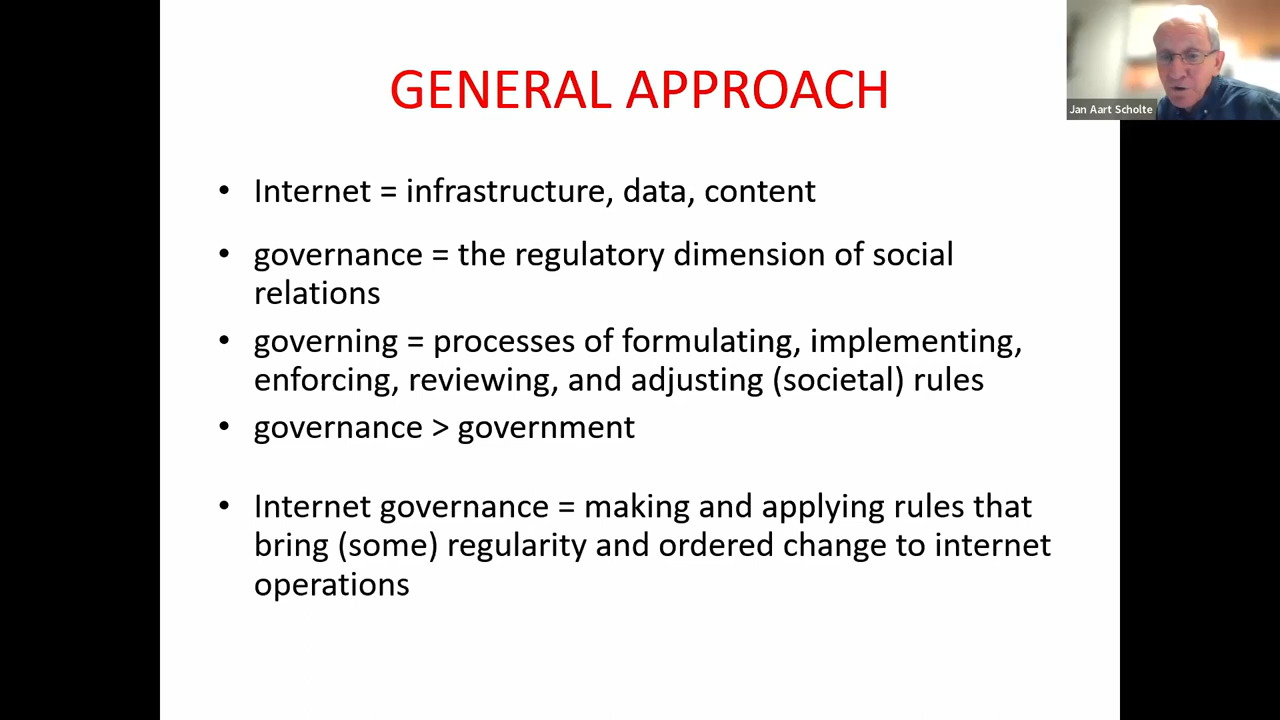 GENERAL APPROACH
Jan Aart Scholte
• Internet = infrastructure, data, content
• governance = the regulatory dimension of social
relations
• governing = processes of formulating, implementing,
enforcing, reviewing, and adjusting (societal) rules
• governance > government
• Internet governance = making and applying rules that
bring (some) regularity and ordered change to internet
operations